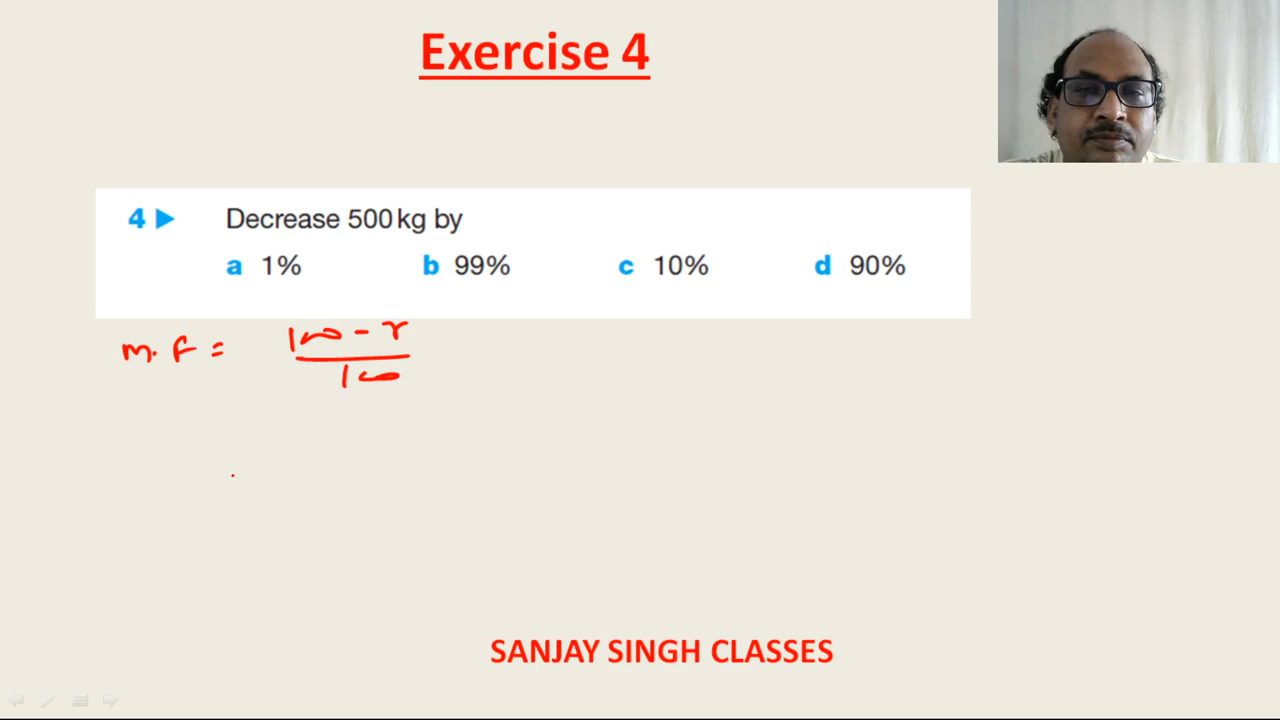 Exercise 4
4 ▶ Decrease 500 kg by
a 1% b 99% c 10% d 90%
m. F = 100 - r
100
SANJAY SINGH CLASSES